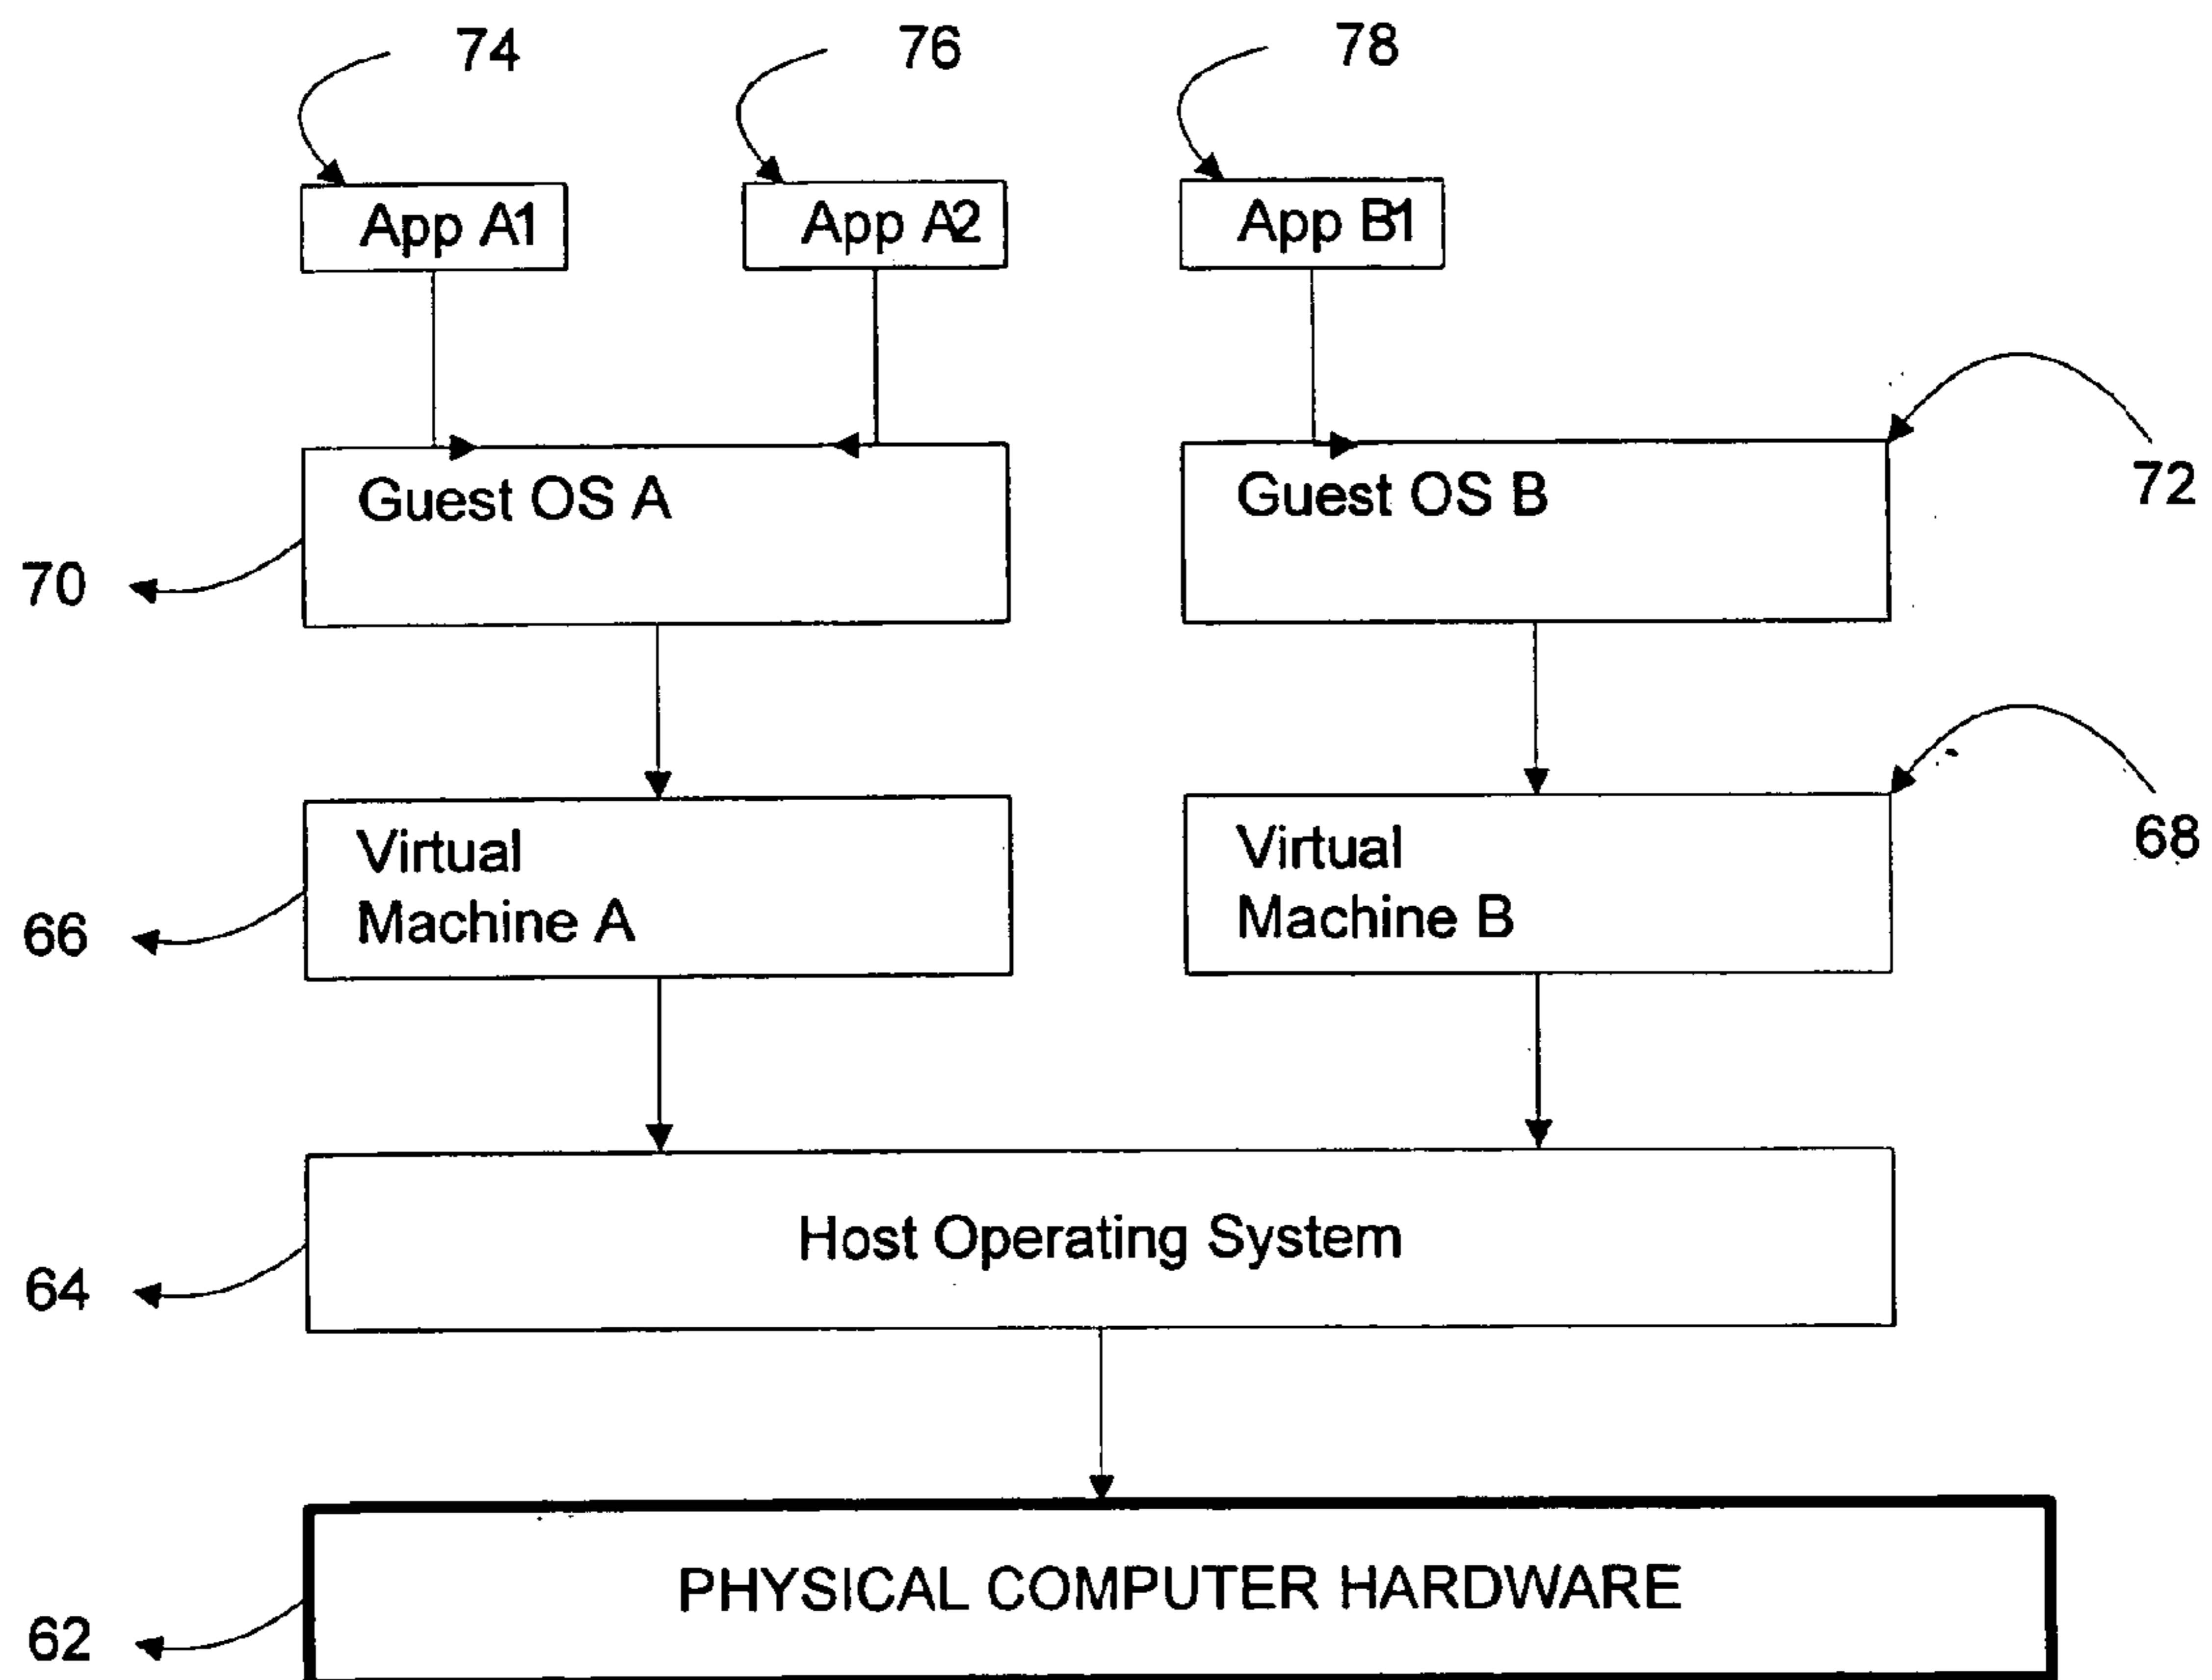 74
76
78
App A1
App A2
App B1
Guest OS A
Guest OS B
72
70
Virtual
Machine A
Virtual
Machine B
68
66
Host Operating System
64
PHYSICAL COMPUTER HARDWARE
62